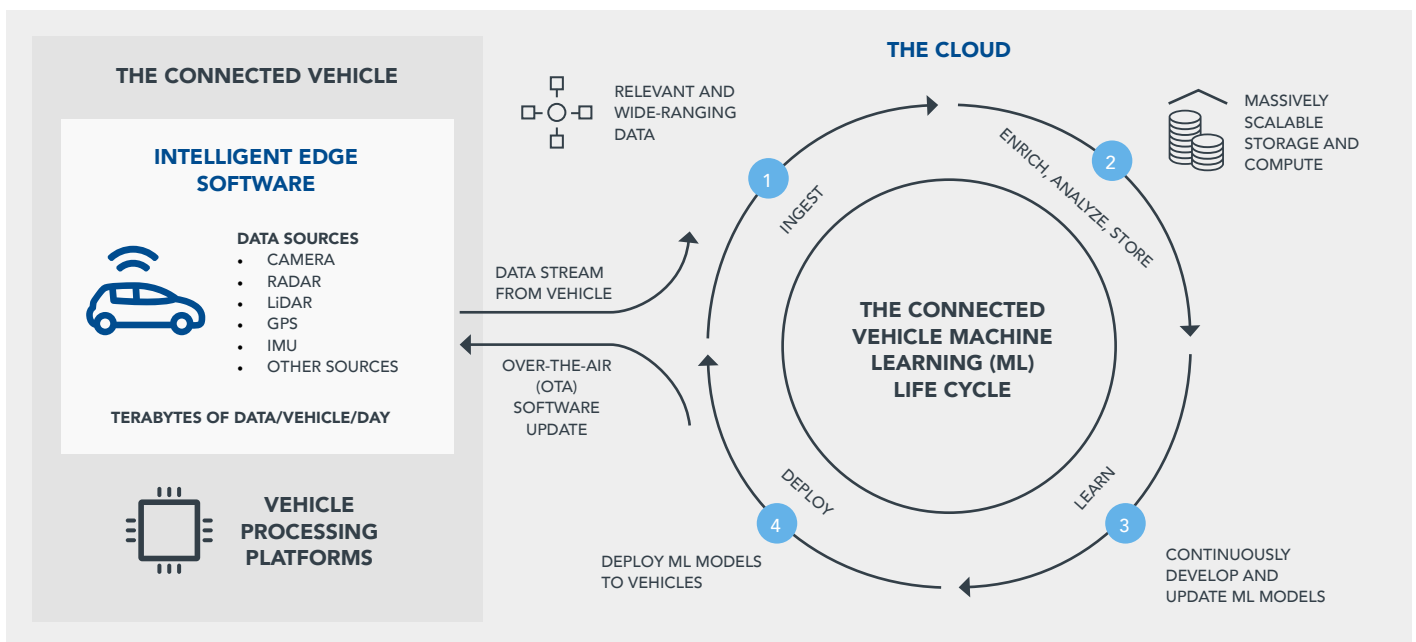 THE CONNECTED VEHICLE
INTELLIGENT EDGE
SOFTWARE
DATA SOURCES
• CAMERA
• RADAR
• LiDAR
• GPS
• IMU
• OTHER SOURCES
TERABYTES OF DATA/VEHICLE/DAY
VEHICLE
PROCESSING
PLATFORMS
DATA STREAM
FROM VEHICLE
OVER-THE-AIR
(OTA)
SOFTWARE
UPDATE
THE CLOUD
RELEVANT AND
WIDE-RANGING
DATA
1
INGEST
2
ENRICH, ANALYZE, STORE
MASSIVELY
SCALABLE
STORAGE AND
COMPUTE
THE CONNECTED
VEHICLE MACHINE
LEARNING (ML)
LIFE CYCLE
LEARN
3
CONTINUOUSLY
DEVELOP AND
UPDATE ML MODELS
DEPLOY
4
DEPLOY ML MODELS
TO VEHICLES